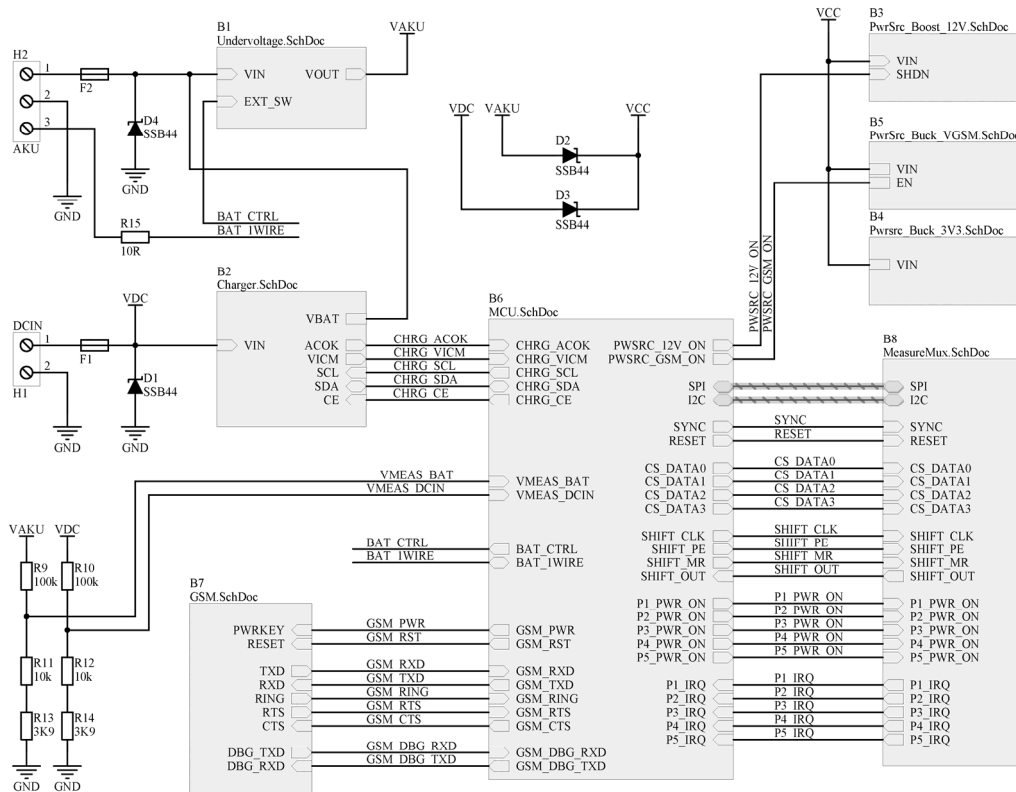 B1
Undervoltage.SchDoc
VIN
VOUT
EXT_SW
VAKU
H2
1
2
3
AKU
F2
D4
SSB44
GND
GND
BAT_CTRL
BAT_1WIRE
R15
10R
VDC
VAKU
VCC
D2
SSB44
D3
SSB44
VCC
B3
PwrSrc_Boost_12V.SchDoc
VIN
SHDN
B5
PwrSrc_Buck_VGSM.SchDoc
VIN
EN
B4
Pwrsrc_Buck_3V3.SchDoc
VIN
PWSRC_12V_ON
PWSRC_GSM_ON
DCIN
1
2
H1
F1
VDC
D1
SSB44
GND
GND
B2
Charger.SchDoc
VBAT
VIN
ACOK
VICM
SCL
SDA
CE
CHRG_ACOK
CHRG_VICM
CHRG_SCL
CHRG_SDA
CHRG_CE
B6
MCU.SchDoc
CHRG_ACOK
CHRG_VICM
CHRG_SCL
CHRG_SDA
CHRG_CE
VMEAS_BAT
VMEAS_DCIN
BAT_CTRL
BAT_1WIRE
GSM_PWR
GSM_RST
GSM_RXD
GSM_TXD
GSM_RING
GSM_RTS
GSM_CTS
GSM_DBG_RXD
GSM_DBG_TXD
PWSRC_12V_ON
PWSRC_GSM_ON
SPI
I2C
SYNC
RESET
CS_DATA0
CS_DATA1
CS_DATA2
CS_DATA3
SHIFT_CLK
SHIFT_PE
SHIFT_MR
SHIFT_OUT
P1_PWR_ON
P2_PWR_ON
P3_PWR_ON
P4_PWR_ON
P5_PWR_ON
P1_IRQ
P2_IRQ
P3_IRQ
P4_IRQ
P5_IRQ
SYNC
RESET
CS_DATA0
CS_DATA1
CS_DATA2
CS_DATA3
SHIFT_CLK
SHIFT_PE
SHIFT_MR
SHIFT_OUT
P1_PWR_ON
P2_PWR_ON
P3_PWR_ON
P4_PWR_ON
P5_PWR_ON
P1_IRQ
P2_IRQ
P3_IRQ
P4_IRQ
P5_IRQ
B8
MeasureMux.SchDoc
SPI
I2C
SYNC
RESET
CS_DATA0
CS_DATA1
CS_DATA2
CS_DATA3
SHIFT_CLK
SHIFT_PE
SHIFT_MR
SHIFT_OUT
P1_PWR_ON
P2_PWR_ON
P3_PWR_ON
P4_PWR_ON
P5_PWR_ON
P1_IRQ
P2_IRQ
P3_IRQ
P4_IRQ
P5_IRQ
VMEAS_BAT
VMEAS_DCIN
BAT_CTRL
BAT_1WIRE
VAKU
VDC
R9
100k
R10
100k
R11
10k
R12
10k
R13
3K9
R14
3K9
GND
GND
B7
GSM.SchDoc
PWRKEY
RESET
TXD
RXD
RING
RTS
CTS
DBG_TXD
DBG_RXD
GSM_PWR
GSM_RST
GSM_RXD
GSM_TXD
GSM_RING
GSM_RTS
GSM_CTS
GSM_DBG_RXD
GSM_DBG_TXD